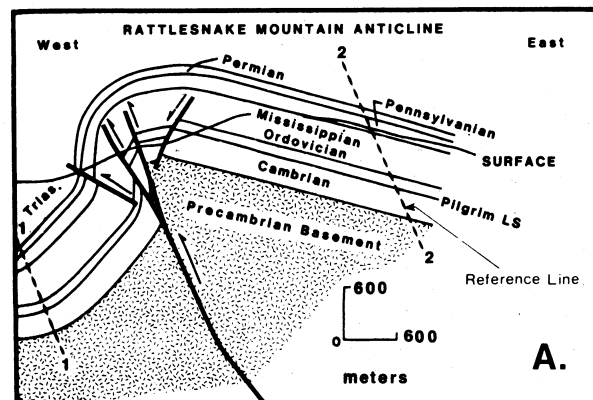 RATTLESNAKE MOUNTAIN ANTICLINE
West
East
2
Permian
Pennsylvanian
Mississippian
Ordovician
SURFACE
Cambrian
Trias.
Pilgrim LS
1
Precambrian Basement
2
Reference Line
600
0
600
meters
1
A.